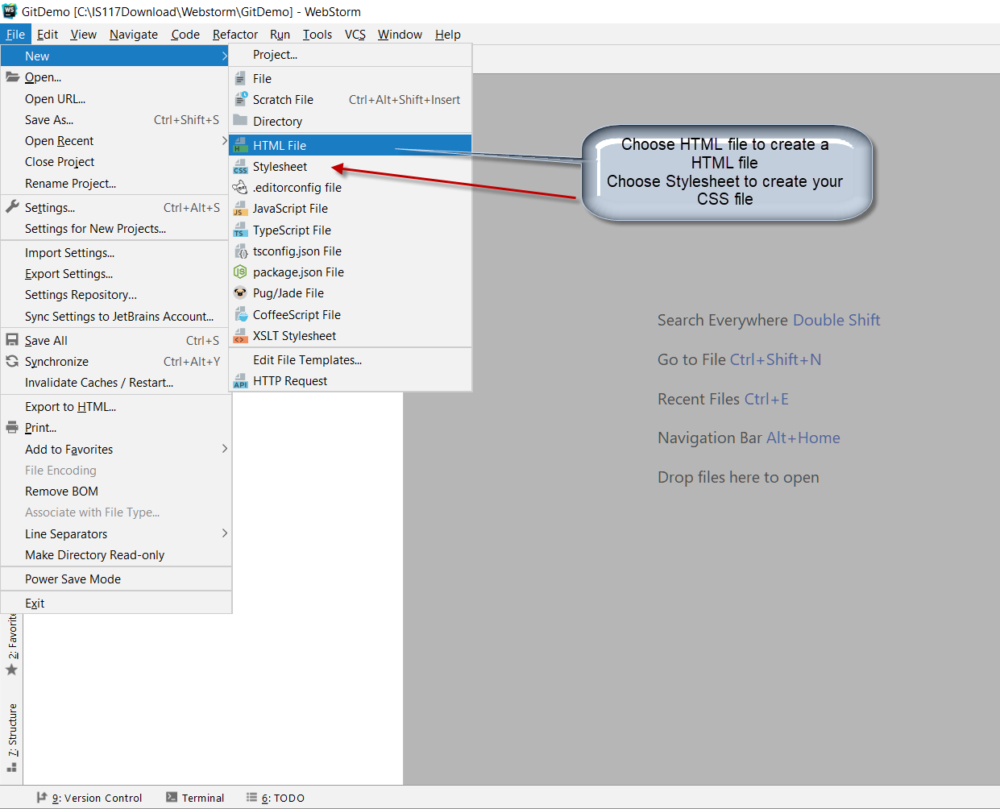 GitDemo [C:\IS117Download\Webstorm\GitDemo] - WebStorm
File Edit View Navigate Code Refactor Run Tools VCS Window Help
New
Open...
Open URL...
Save As... Ctrl+Shift+S
Open Recent
Close Project
Rename Project...
Settings... Ctrl+Alt+S
Settings for New Projects...
Import Settings...
Export Settings...
Settings Repository...
Sync Settings to JetBrains Account...
Save All Ctrl+S
Synchronize Ctrl+Alt+Y
Invalidate Caches / Restart...
Export to HTML...
Print...
Add to Favorites
File Encoding
Remove BOM
Associate with File Type...
Line Separators
Make Directory Read-only
Power Save Mode
Exit
Project...
File
Scratch File Ctrl+Alt+Shift+Insert
Directory
HTML File
Stylesheet
.editorconfig file
JavaScript File
TypeScript File
tsconfig.json File
package.json File
Pug/Jade File
CoffeeScript File
XSLT Stylesheet
Edit File Templates...
HTTP Request
Choose HTML file to create a
HTML file
Choose Stylesheet to create your
CSS file
Search Everywhere Double Shift
Go to File Ctrl+Shift+N
Recent Files Ctrl+E
Navigation Bar Alt+Home
Drop files here to open
2: Favorite
7: Structure
9: Version Control Terminal 6: TODO